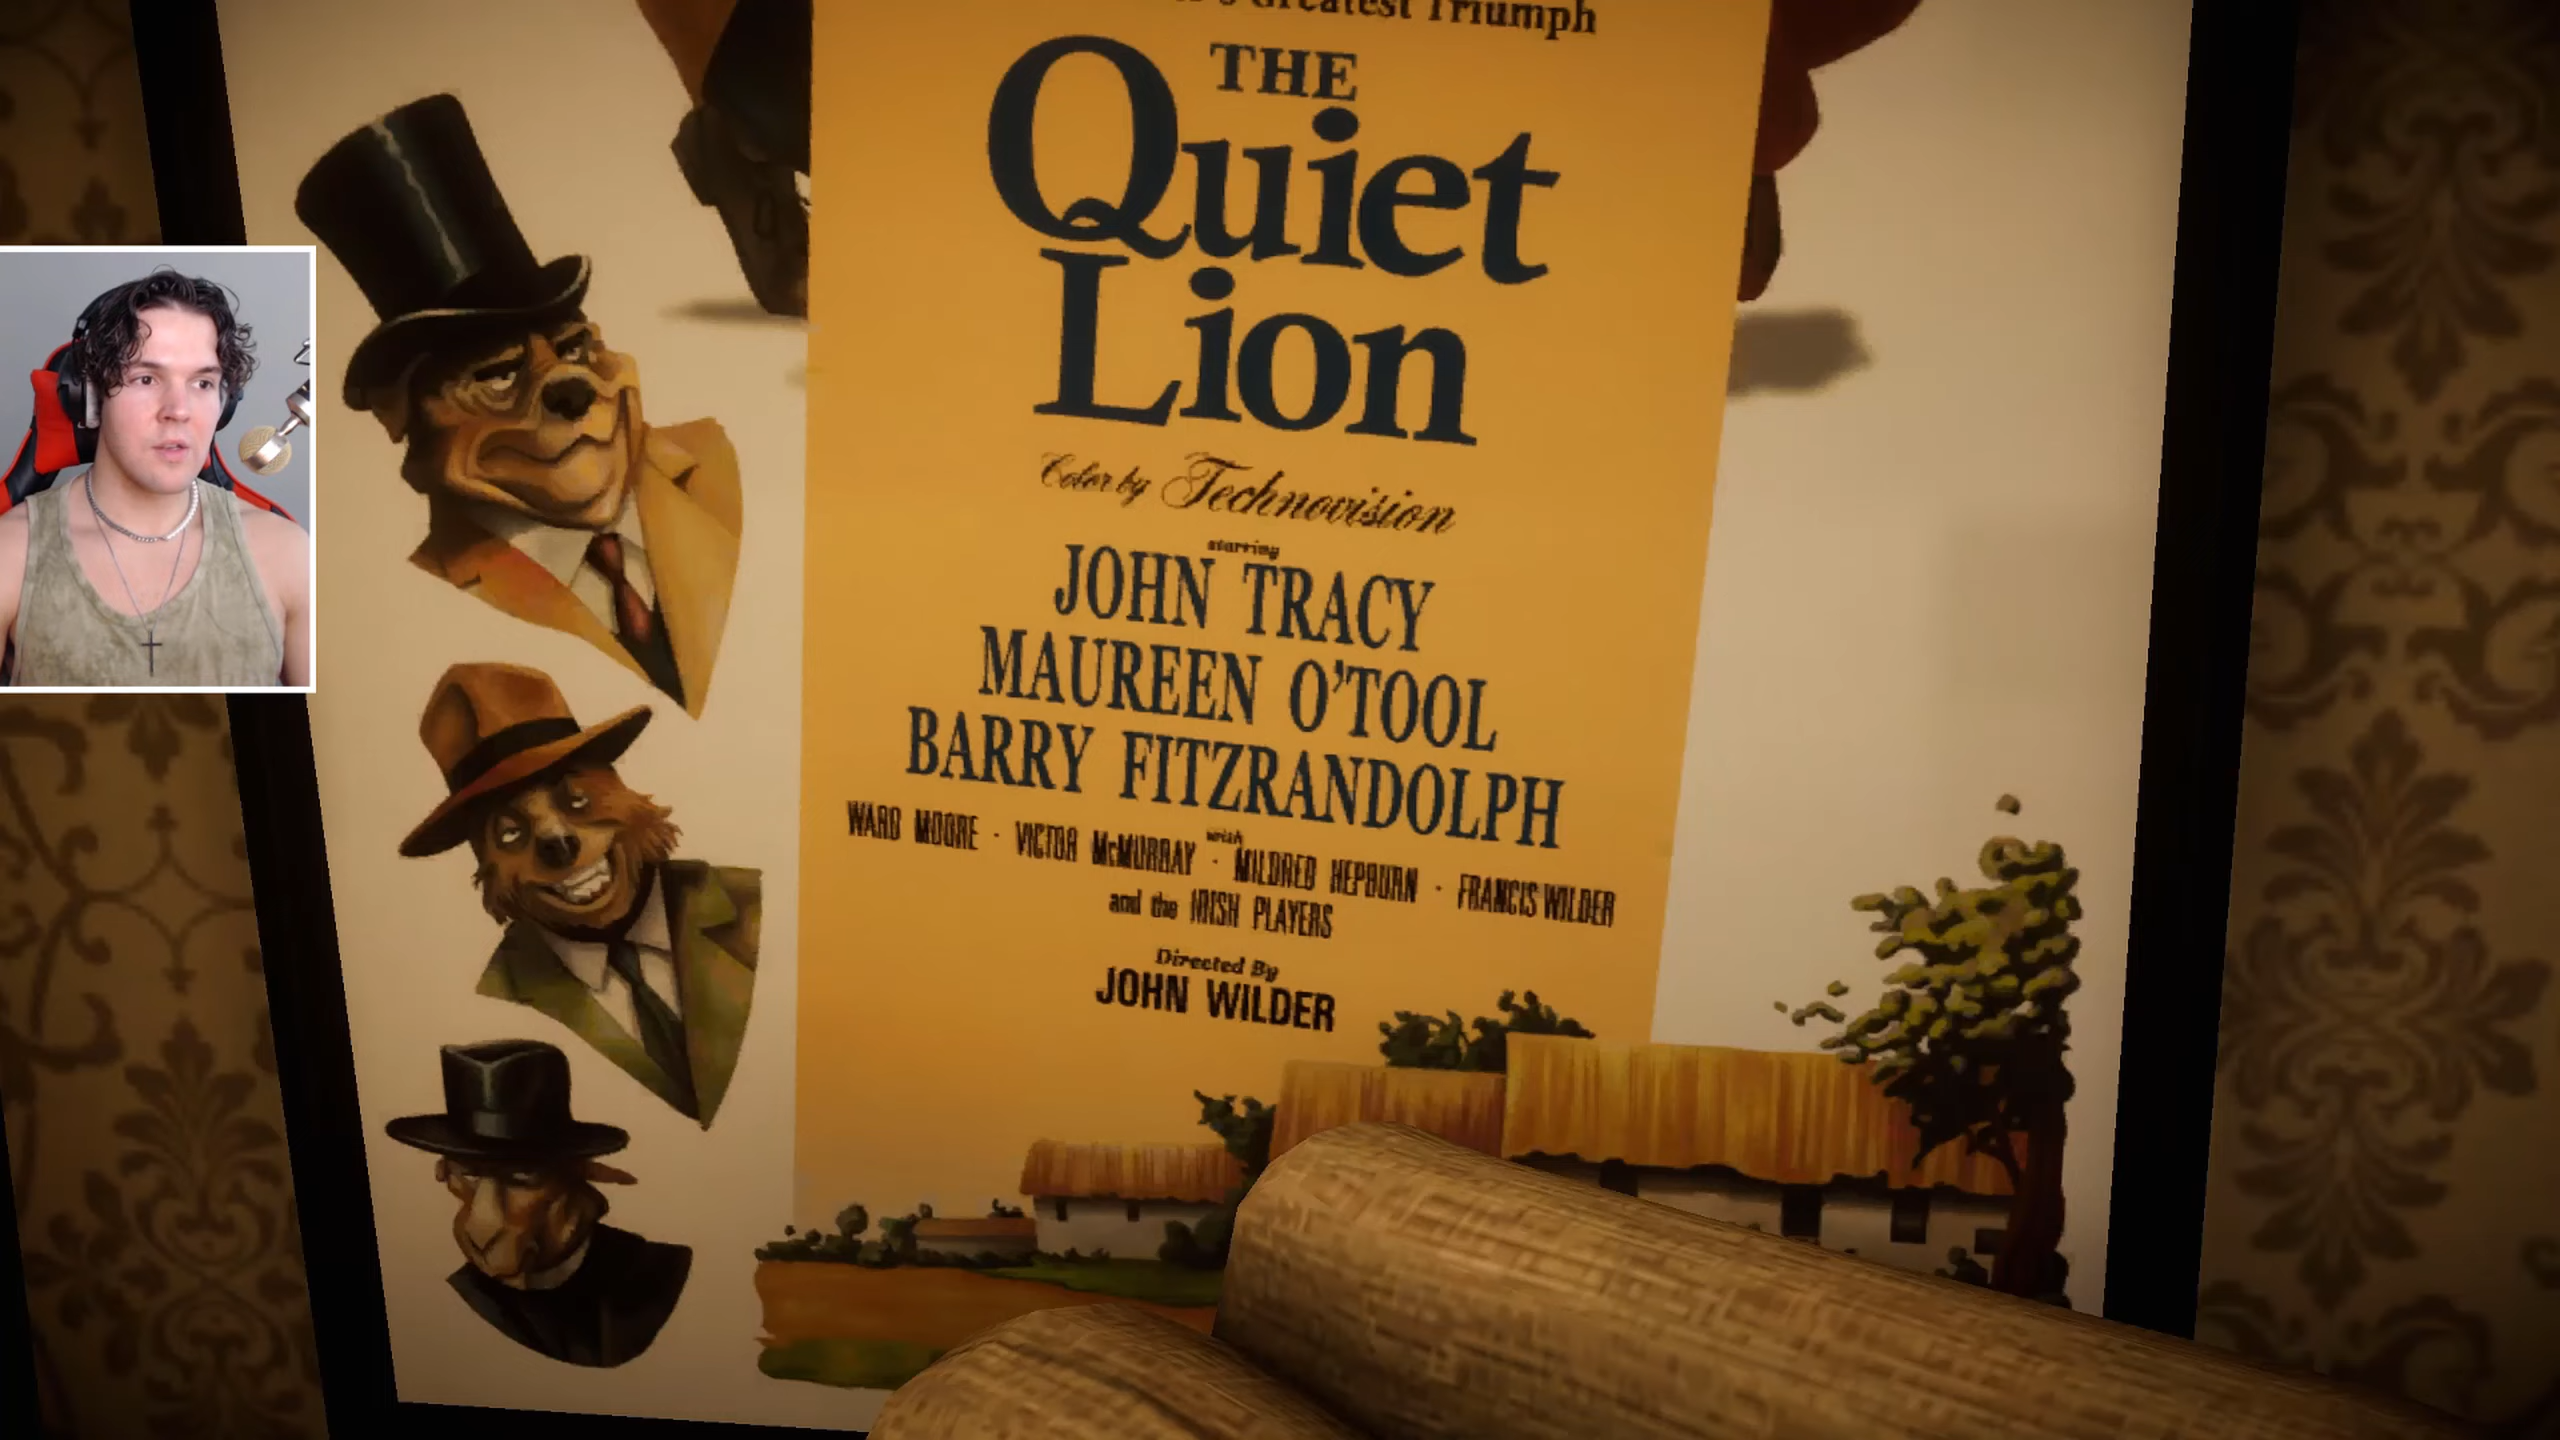 Greatest Triumph
THE
Quiet
Lion
Color by Technovision
starring
JOHN TRACY
MAUREEN O'TOOL
BARRY FITZRANDOLPH
with
WARD MOORE · VICTOR McMURRAY · MILDRED HEPBURN · FRANCIS WILDER
and the IRISH PLAYERS
Directed By
JOHN WILDER